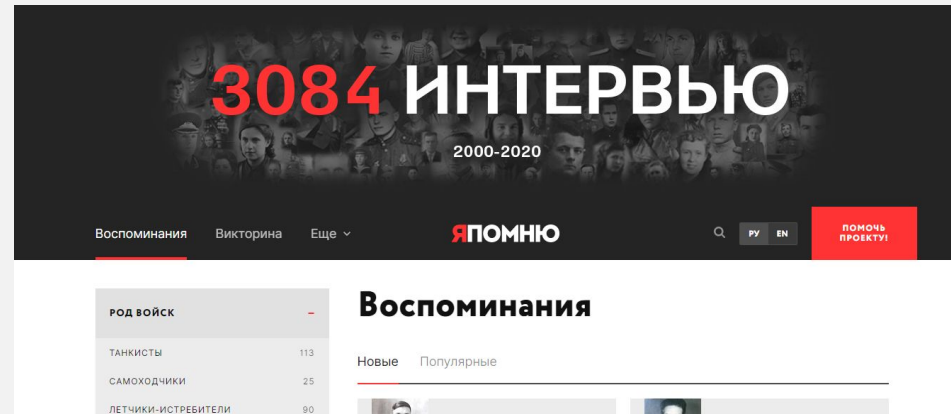 3084 ИНТЕРВЬЮ
2000-2020
Воспоминания Викторина Еще ЯПОМНЮ РУ EN ПОМОЧЬ
ПРОЕКТУ!
РОД ВОЙСК –
ТАНКИСТЫ 113
САМОХОДЧИКИ 25
ЛЕТЧИКИ-ИСТРЕБИТЕЛИ 90
Воспоминания
Новые Популярные